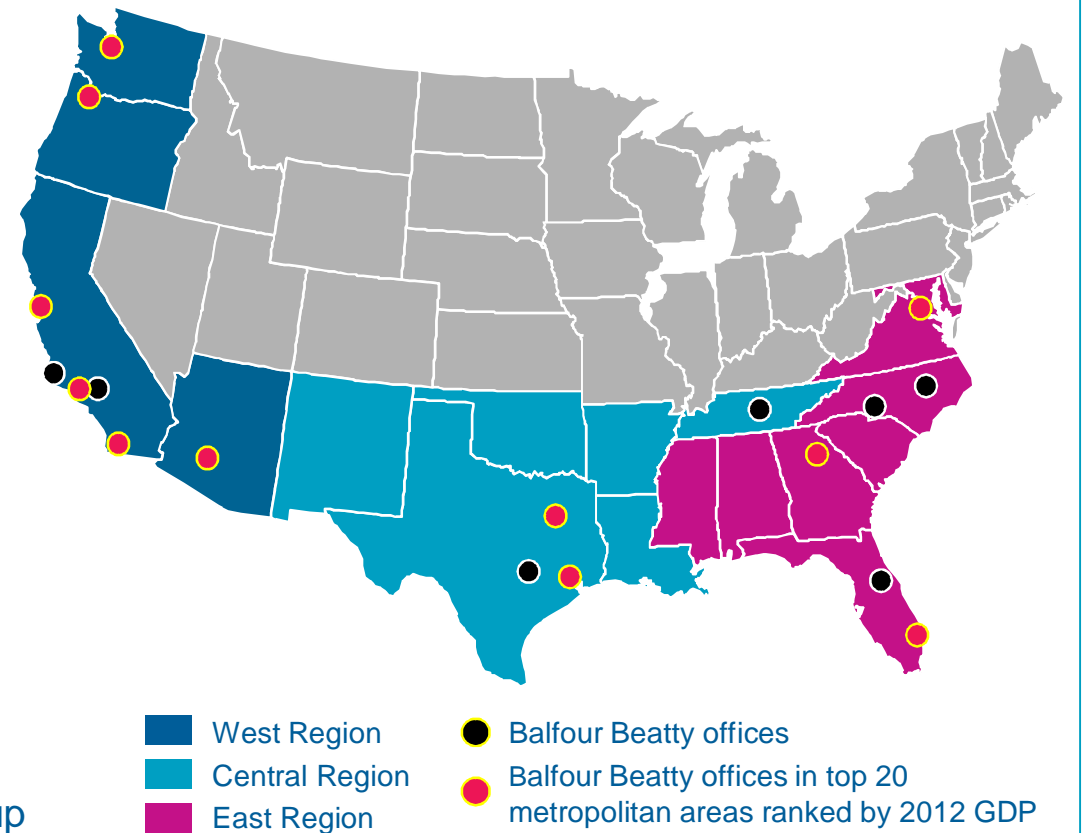 West Region
Central Region
East Region
Balfour Beatty offices
Balfour Beatty offices in top 20
metropolitan areas ranked by 2012 GDP
up